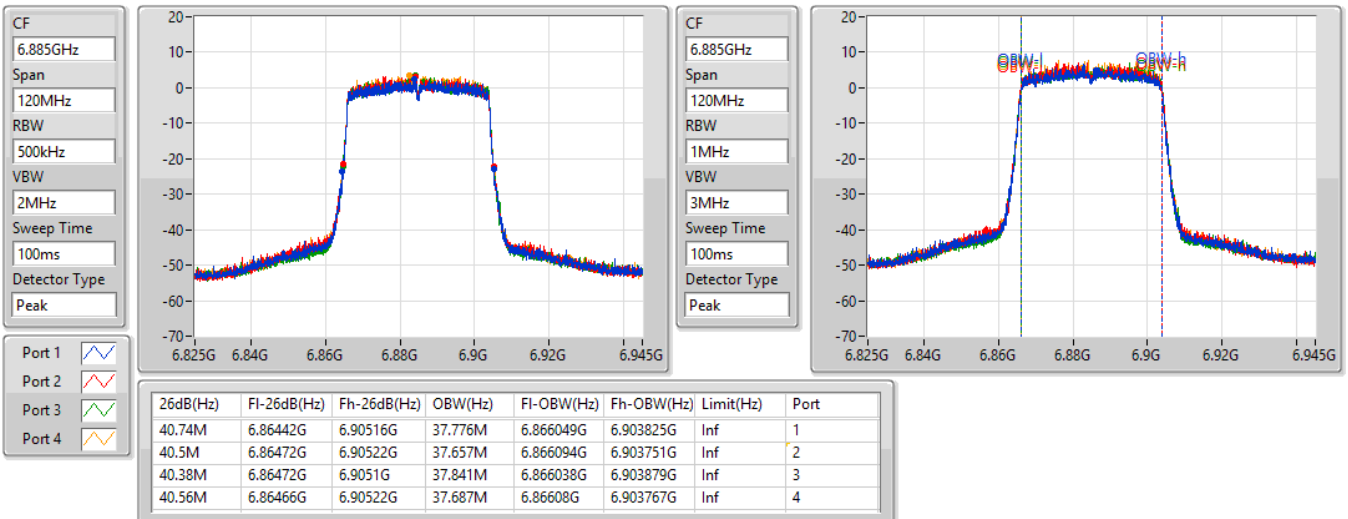 CF
6.885GHz
Span
120MHz
RBW
500kHz
VBW
2MHz
Sweep Time
100ms
Detector Type
Peak
20
10
0
-10
-20
-30
-40
-50
-60
-70
6.825G 6.84G 6.86G 6.88G 6.9G 6.92G 6.945G
CF
6.885GHz
Span
120MHz
RBW
1MHz
VBW
3MHz
Sweep Time
100ms
Detector Type
Peak
20
10
0
-10
-20
-30
-40
-50
-60
-70
OBW-l OBW-h
6.825G 6.84G 6.86G 6.88G 6.9G 6.92G 6.945G
Port 1
Port 2
Port 3
Port 4
26dB(Hz) Fl-26dB(Hz) Fh-26dB(Hz) OBW(Hz) Fl-OBW(Hz) Fh-OBW(Hz) Limit(Hz) Port
40.74M 6.86442G 6.90516G 37.776M 6.866049G 6.903825G Inf 1
40.5M 6.86472G 6.90522G 37.657M 6.866094G 6.903751G Inf 2
40.38M 6.86472G 6.9051G 37.841M 6.866038G 6.903879G Inf 3
40.56M 6.86466G 6.90522G 37.687M 6.86608G 6.903767G Inf 4